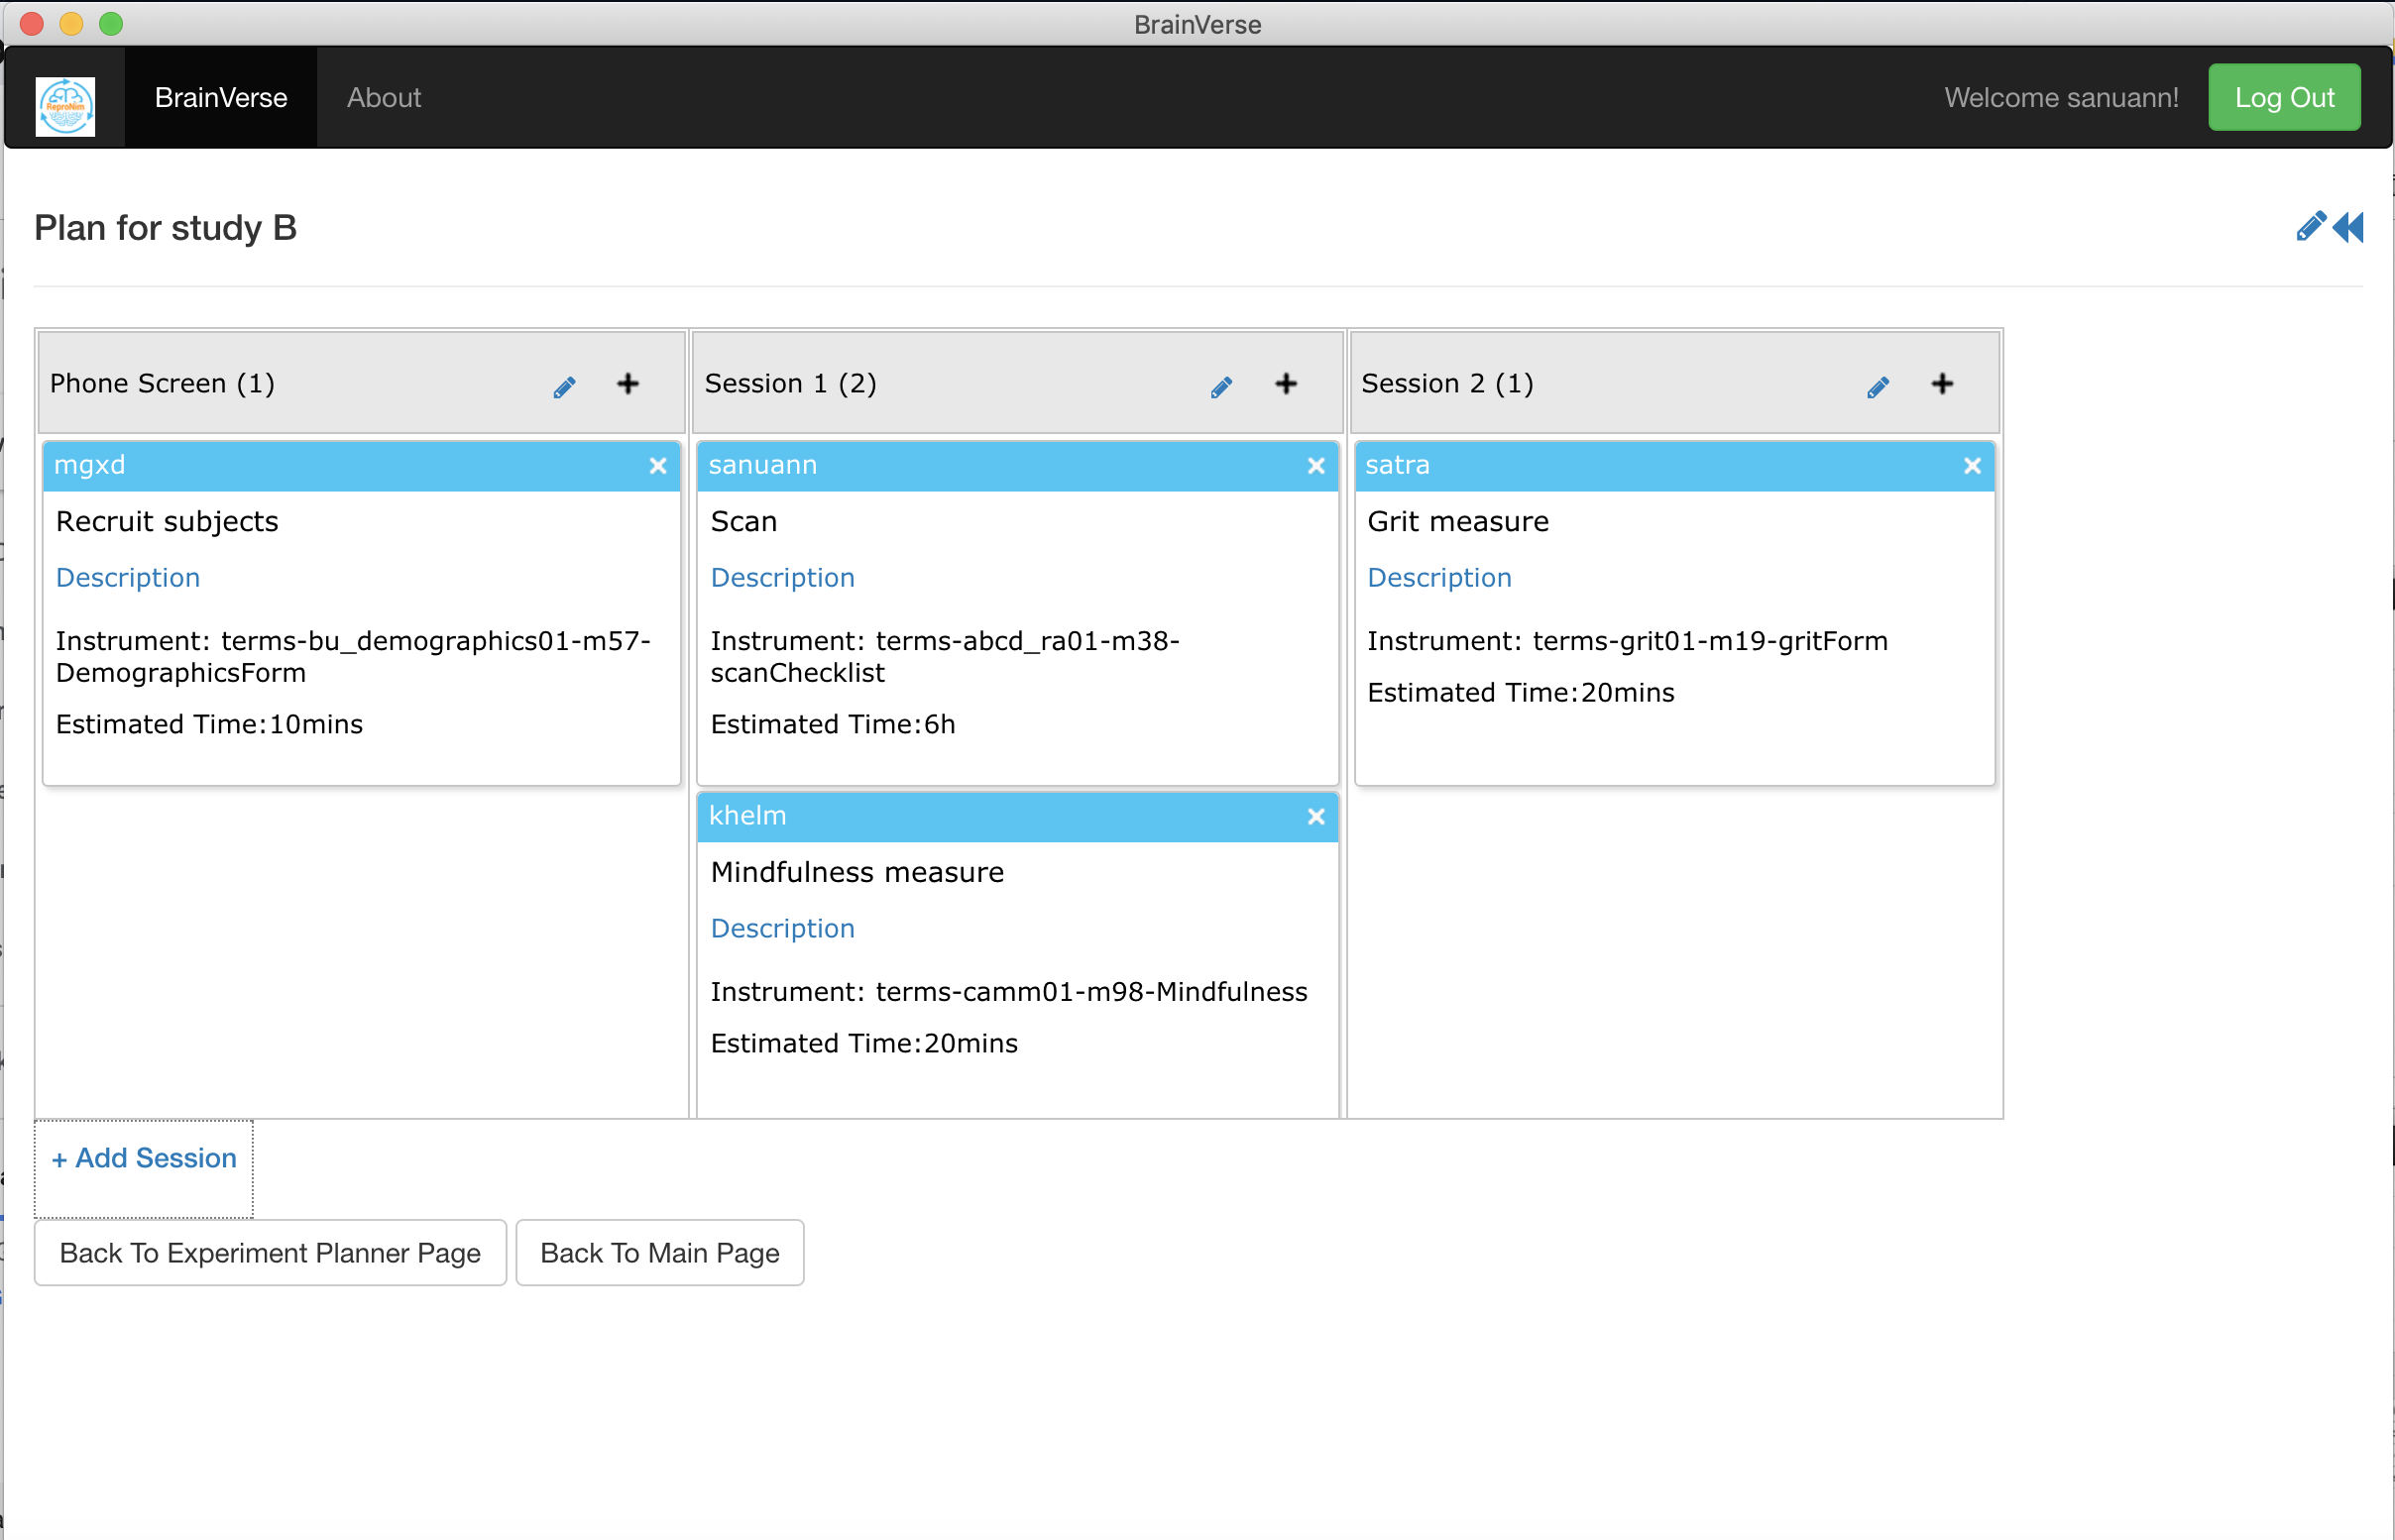 BrainVerse
ReproNim
BrainVerse
About
Welcome sanuann!
Log Out
Plan for study B
Phone Screen (1)
Session 1 (2)
Session 2 (1)
mgxd
Recruit subjects
Description
Instrument: terms-bu_demographics01-m57-
DemographicsForm
Estimated Time:10mins
sanuann
Scan
Description
Instrument: terms-abcd_ra01-m38-
scanChecklist
Estimated Time:6h
khelm
Mindfulness measure
Description
Instrument: terms-camm01-m98-Mindfulness
Estimated Time:20mins
satra
Grit measure
Description
Instrument: terms-grit01-m19-gritForm
Estimated Time:20mins
+ Add Session
Back To Experiment Planner Page
Back To Main Page